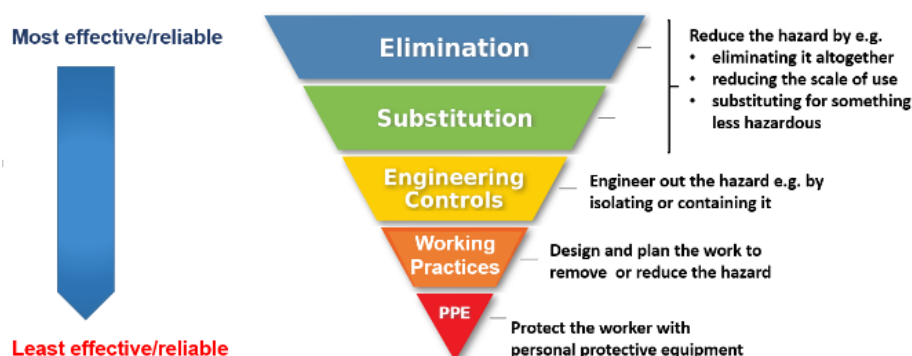 Most effective/reliable
Elimination
Substitution
Engineering
Controls
Working
Practices
PPE
Reduce the hazard by e.g.
• eliminating it altogether
• reducing the scale of use
• substituting for something
less hazardous
Engineer out the hazard e.g. by
isolating or containing it
Design and plan the work to
remove or reduce the hazard
Protect the worker with
personal protective equipment
Least effective/reliable